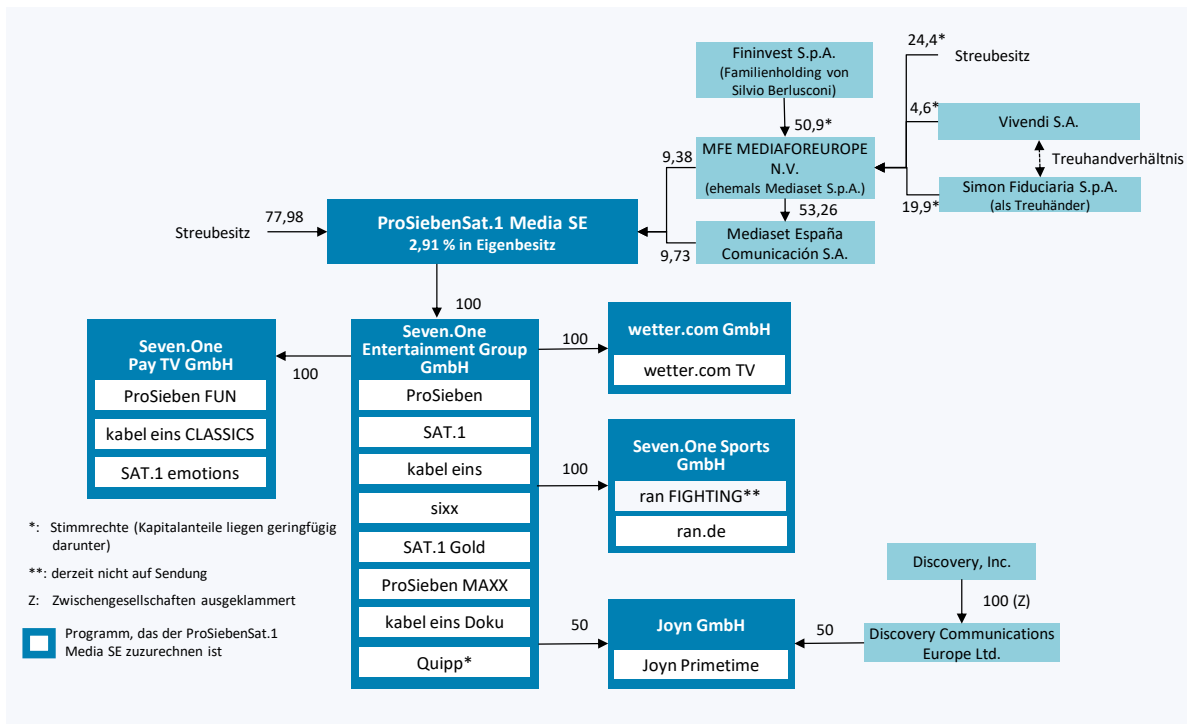 Fininvest S.p.A.
(Familienholding von
Silvio Berlusconi)
24,4*
Streubesitz
50,9*
4,6*
Vivendi S.A.
MFE MEDIAFOREUROPE
N.V.
(ehemals Mediaset S.p.A.)
9,38
Treuhandverhältnis
19,9*
Simon Fiduciaria S.p.A.
(als Treuhänder)
53,26
Streubesitz
77,98
ProSiebenSat.1 Media SE
2,91 % in Eigenbesitz
9,73
Mediaset España
Comunicación S.A.
100
Seven.One
Pay TV GmbH
ProSieben FUN
kabel eins CLASSICS
SAT.1 emotions
100
Seven.One
Entertainment Group
GmbH
ProSieben
SAT.1
kabel eins
sixx
SAT.1 Gold
ProSieben MAXX
kabel eins Doku
Quipp*
100
wetter.com GmbH
wetter.com TV
100
Seven.One Sports
GmbH
ran FIGHTING**
ran.de
50
Joyn GmbH
Joyn Primetime
50
Discovery, Inc.
100 (Z)
Discovery Communications
Europe Ltd.
*: Stimmrechte (Kapitalanteile liegen geringfügig
darunter)
**: derzeit nicht auf Sendung
Z: Zwischengesellschaften ausgeklammert
Programm, das der ProSiebenSat.1
Media SE zuzurechnen ist